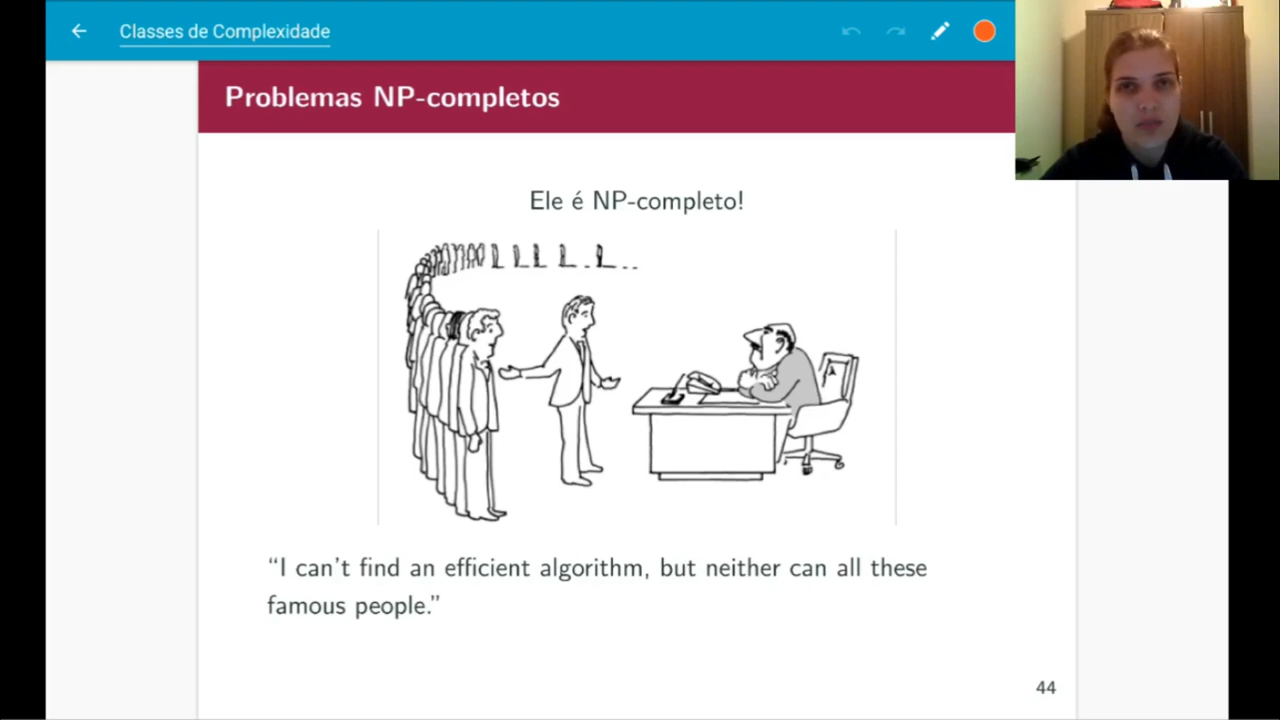 Classes de Complexidade
Problemas NP-completos
Ele é NP-completo!
“I can’t find an efficient algorithm, but neither can all these
famous people.”
44